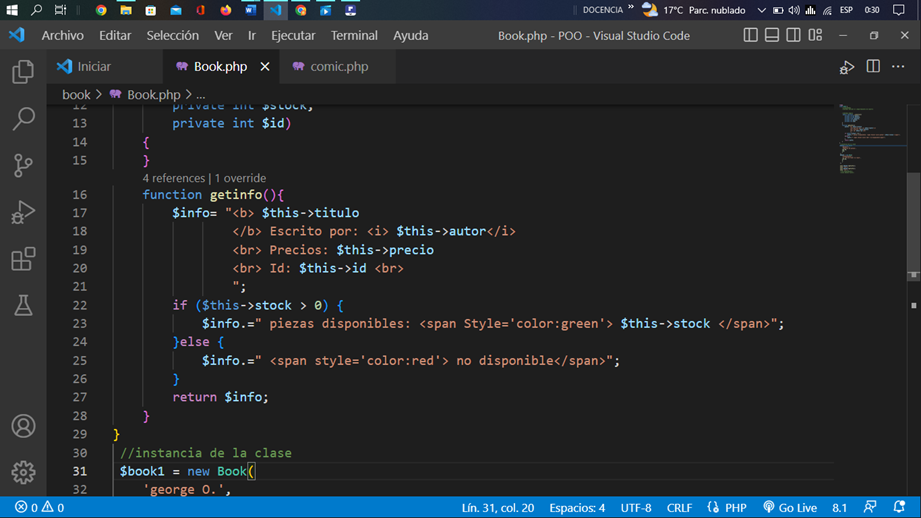 DOCENCIA » 17°C Parc. nublado ESP 0:30
Archivo Editar Selección Ver Ir Ejecutar Terminal Ayuda Book.php - POO - Visual Studio Code
Iniciar Book.php comic.php
book > Book.php > ...
12 private int $stock,
13 private int $id)
14 {
15 }
4 references | 1 override
16 function getinfo(){
17 $info= "<b> $this->titulo
18 </b> Escrito por: <i> $this->autor</i>
19 <br> Precios: $this->precio
20 <br> Id: $this->id <br>
21 ";
22 if ($this->stock > 0) {
23 $info.=" piezas disponibles: <span Style='color:green'> $this->stock </span>";
24 }else {
25 $info.=" <span style='color:red'> no disponible</span>";
26 }
27 return $info;
28 }
29 }
30 //instancia de la clase
31 $book1 = new Book(
32 'george O.',
0 0 Lín. 31, col. 20 Espacios: 4 UTF-8 CRLF PHP Go Live 8.1